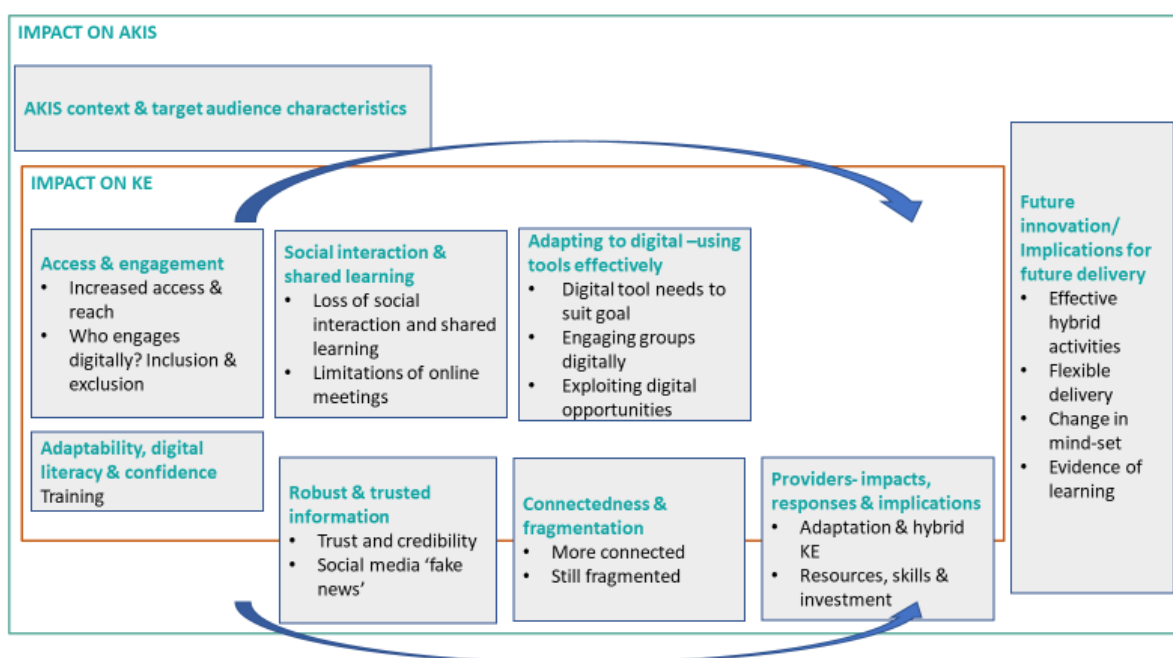 IMPACT ON AKIS
AKIS context & target audience characteristics
IMPACT ON KE
Access & engagement
• Increased access &
reach
• Who engages
digitally? Inclusion &
exclusion
Social interaction &
shared learning
• Loss of social
interaction and shared
learning
• Limitations of online
meetings
Adapting to digital –using
tools effectively
• Digital tool needs to
suit goal
• Engaging groups
digitally
• Exploiting digital
opportunities
Adaptability, digital
literacy & confidence
Training
Robust & trusted
information
• Trust and credibility
• Social media ‘fake
news’
Connectedness &
fragmentation
• More connected
• Still fragmented
Providers- impacts,
responses & implications
• Adaptation & hybrid
KE
• Resources, skills &
investment
Future
innovation/
Implications for
future delivery
• Effective
hybrid
activities
• Flexible
delivery
• Change in
mind-set
• Evidence of
learning